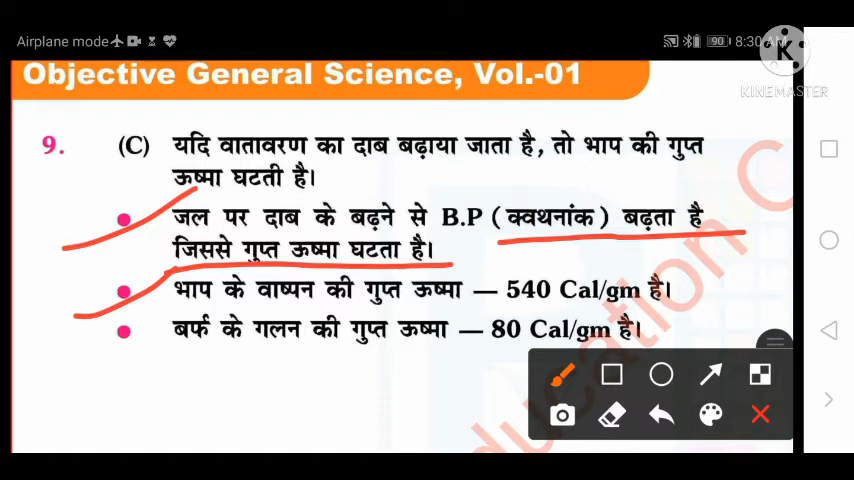 Airplane mode 90 8:30 AM
KINEMASTER
Objective General Science, Vol.-01
9. (C) यदि वातावरण का दाब बढ़ाया जाता है, तो भाप की गुप्त
ऊष्मा घटती है।
जल पर दाब के बढ़ने से B.P (क्वथनांक) बढ़ता है
जिससे गुप्त ऊष्मा घटता है।
भाप के वाष्पन की गुप्त ऊष्मा — 540 Cal/gm है।
बर्फ के गलन की गुप्त ऊष्मा — 80 Cal/gm है।
ducation C